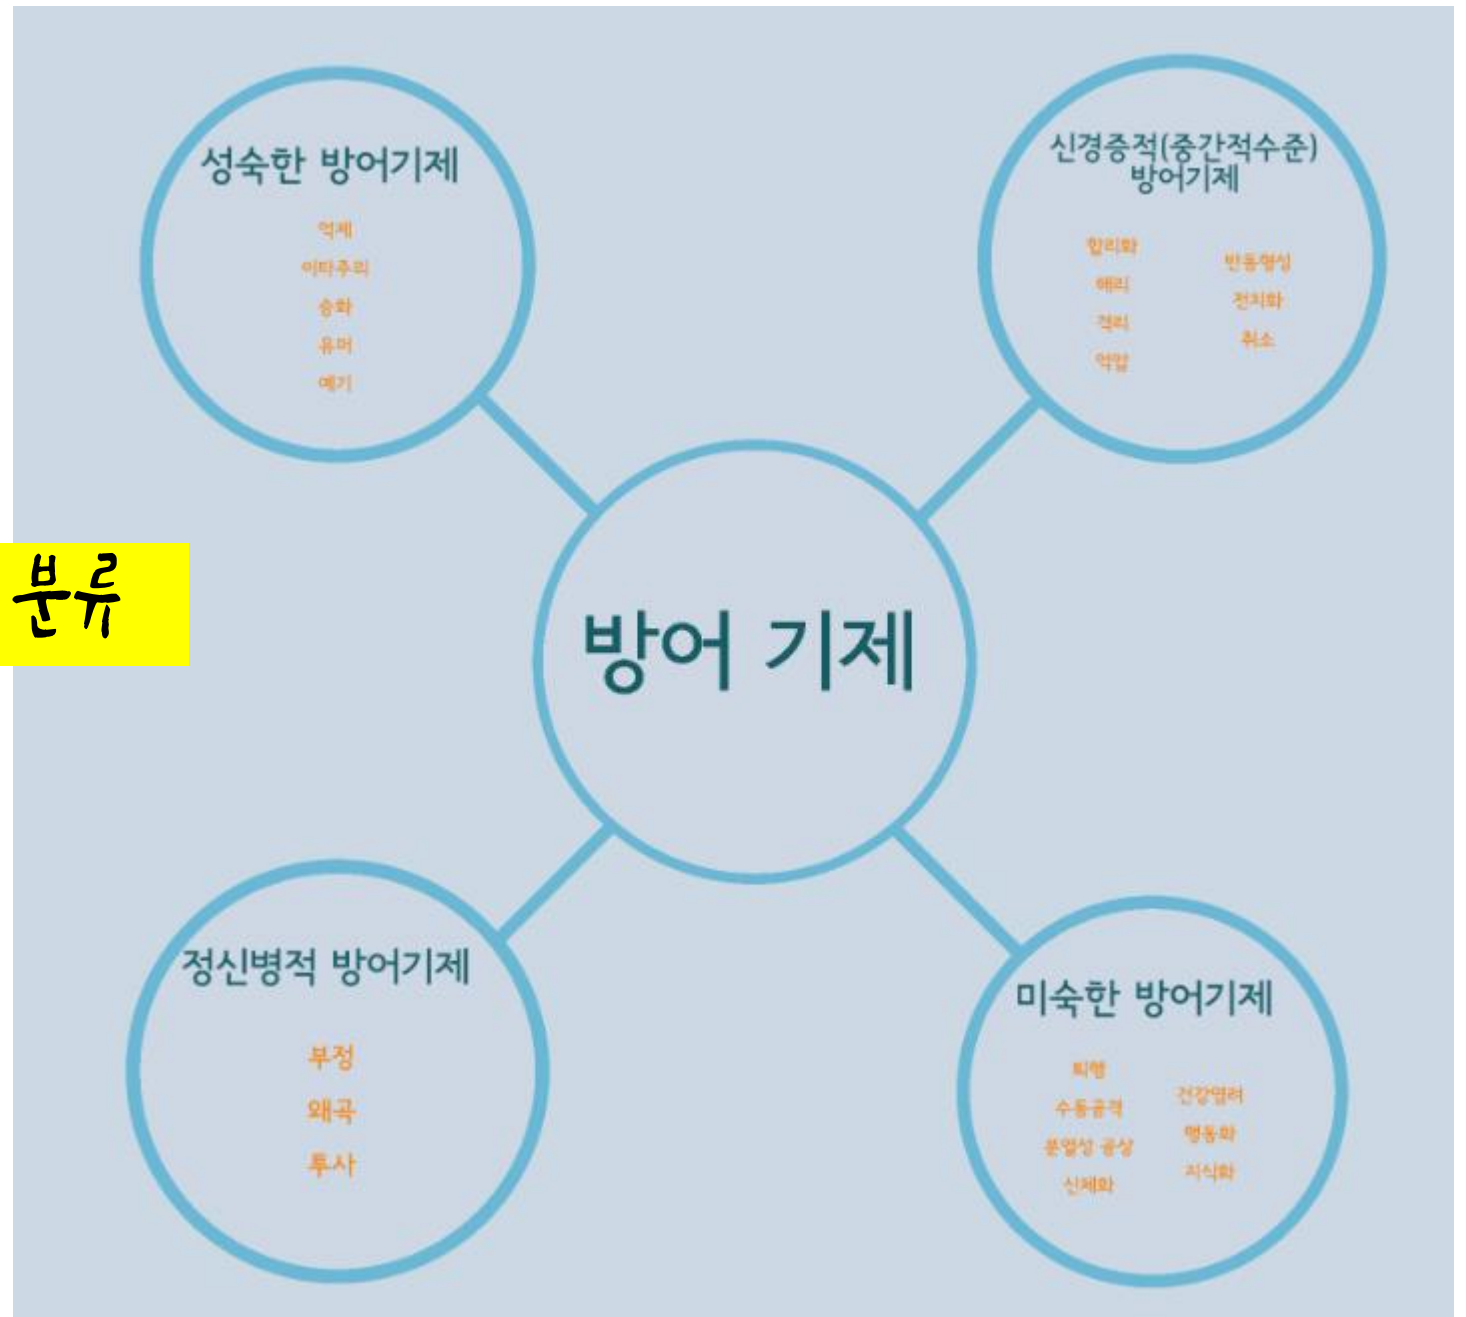 성숙한 방어기제
억제
이타주의
승화
유머
예기
신경증적(중간적수준)
방어기제
합리화
해리
격리
억압
반동형성
전치화
취소
분류
방어 기제
정신병적 방어기제
부정
왜곡
투사
미숙한 방어기제
퇴행
수동공격
분열성 공상
신체화
건강염려
행동화
지식화